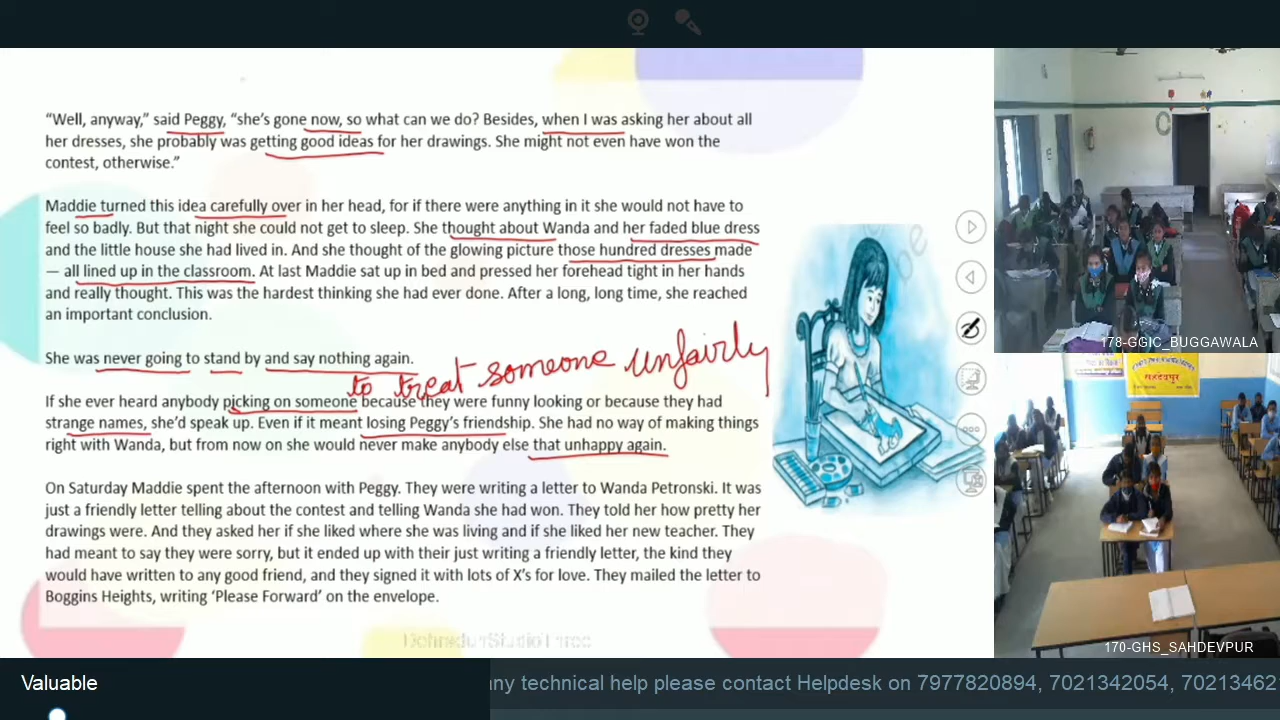 “Well, anyway,” said Peggy, “she’s gone now, so what can we do? Besides, when I was asking her about all
her dresses, she probably was getting good ideas for her drawings. She might not even have won the
contest, otherwise.”
Maddie turned this idea carefully over in her head, for if there were anything in it she would not have to
feel so badly. But that night she could not get to sleep. She thought about Wanda and her faded blue dress
and the little house she had lived in. And she thought of the glowing picture those hundred dresses made
— all lined up in the classroom. At last Maddie sat up in bed and pressed her forehead tight in her hands
and really thought. This was the hardest thinking she had ever done. After a long, long time, she reached
an important conclusion.
She was never going to stand by and say nothing again.
to treat someone unfairly
If she ever heard anybody picking on someone because they were funny looking or because they had
strange names, she’d speak up. Even if it meant losing Peggy’s friendship. She had no way of making things
right with Wanda, but from now on she would never make anybody else that unhappy again.
On Saturday Maddie spent the afternoon with Peggy. They were writing a letter to Wanda Petronski. It was
just a friendly letter telling about the contest and telling Wanda she had won. They told her how pretty her
drawings were. And they asked her if she liked where she was living and if she liked her new teacher. They
had meant to say they were sorry, but it ended up with their just writing a friendly letter, the kind they
would have written to any good friend, and they signed it with lots of X’s for love. They mailed the letter to
Boggins Heights, writing ‘Please Forward’ on the envelope.
178-GGIC_BUGGAWALA
सहदेवपुर
170-GHS_SAHDEVPUR
Valuable
any technical help please contact Helpdesk on 7977820894, 7021342054, 70213462